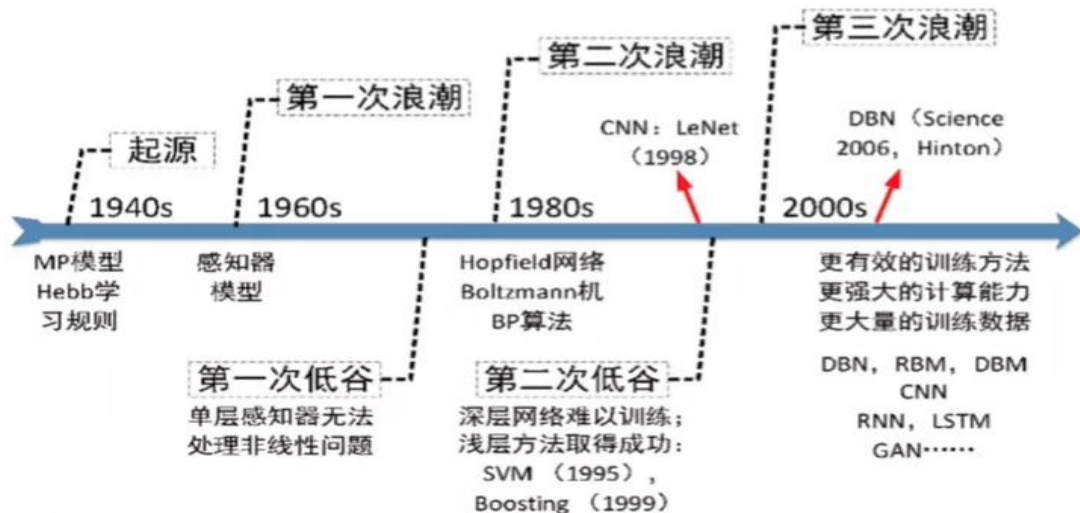 第三次浪潮
第二次浪潮
第一次浪潮
起源
CNN：LeNet
（1998）
DBN（Science
2006，Hinton）
1940s
1960s
1980s
2000s
MP模型
Hebb学
习规则
感知器
模型
Hopfield网络
Boltzmann机
BP算法
更有效的训练方法
更强大的计算能力
更大量的训练数据
DBN，RBM，DBM
CNN
RNN，LSTM
GAN……
第一次低谷
单层感知器无法
处理非线性问题
第二次低谷
深层网络难以训练；
浅层方法取得成功：
SVM （1995），
Boosting （1999）